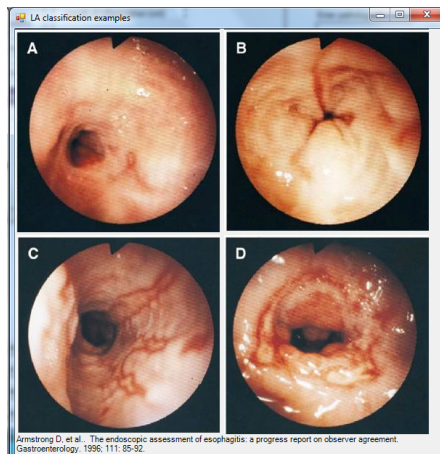 LA classification examples
A
B
C
D
Armstrong D, et al.. The endoscopic assessment of esophagitis: a progress report on observer agreement.
Gastroenterology. 1996; 111: 85-92.